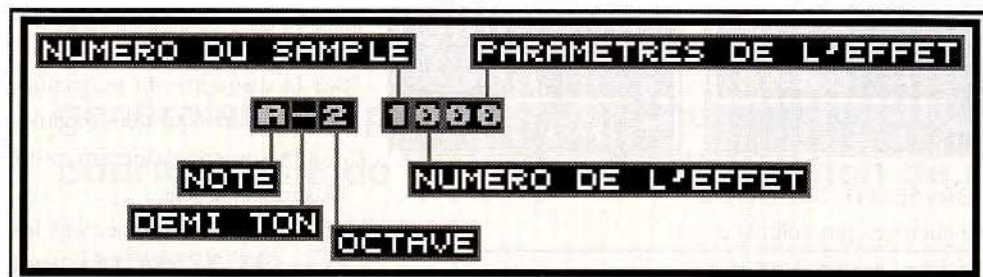 NUMERO DU SAMPLE PARAMETRES DE L'EFFET
A-2 1000
NOTE NUMERO DE L'EFFET
DEMI TON
OCTAVE